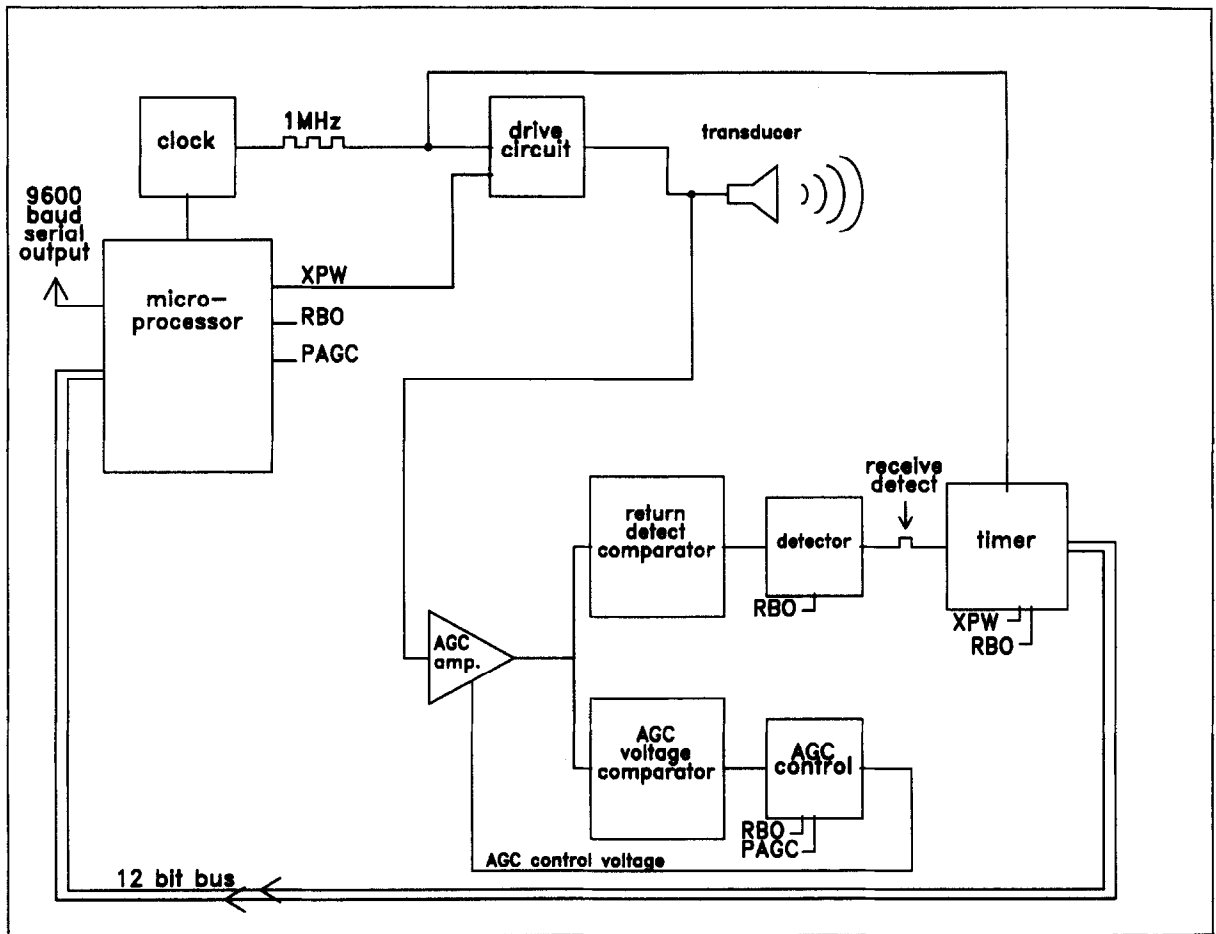 1MHz
clock
drive
circuit
transducer
9600
baud
serial
output
micro-
processor
XPW
RBO
PAGC
receive
detect
return
detect
comparator
detector
timer
RBO
XPW
RBO
AGC
amp.
AGC
voltage
comparator
AGC
control
RBO
PAGC
AGC control voltage
12 bit bus